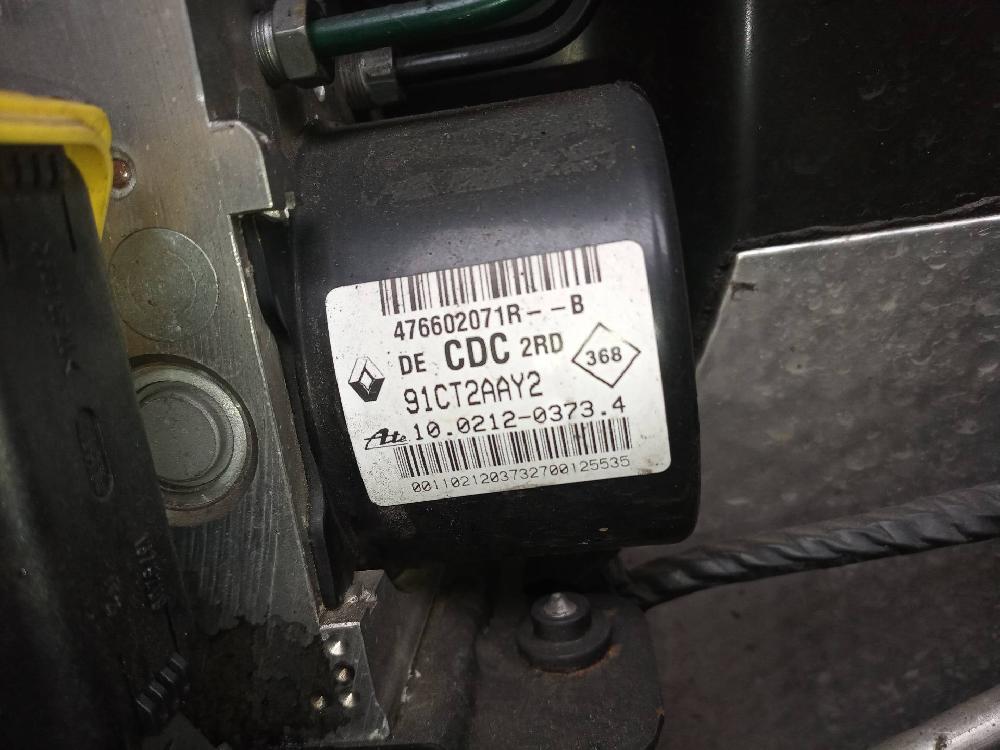 476602071R--B
DE CDC 2RD
368
91CT2AAY2
Ate 10.0212-0373.4
0011021203732700125535